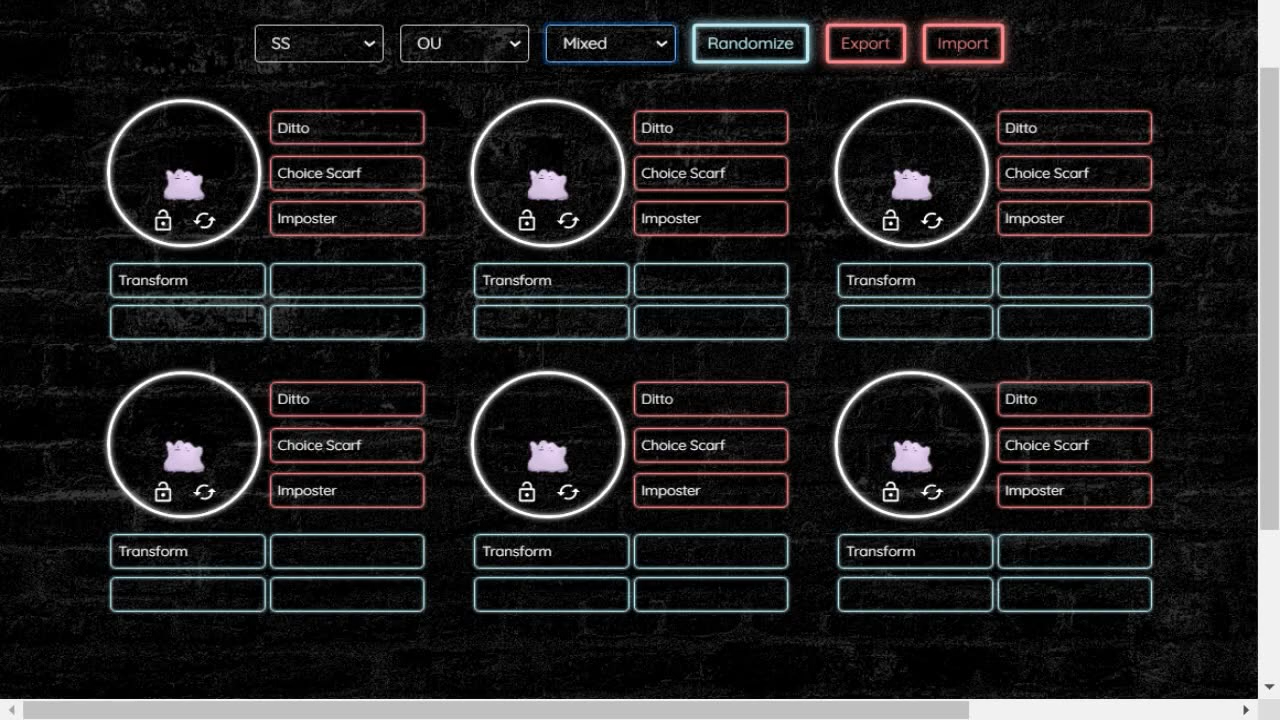 SS OU Mixed Randomize Export Import
Ditto Ditto Ditto
Choice Scarf Choice Scarf Choice Scarf
Imposter Imposter Imposter
Transform Transform Transform
Ditto Ditto Ditto
Choice Scarf Choice Scarf Choice Scarf
Imposter Imposter Imposter
Transform Transform Transform